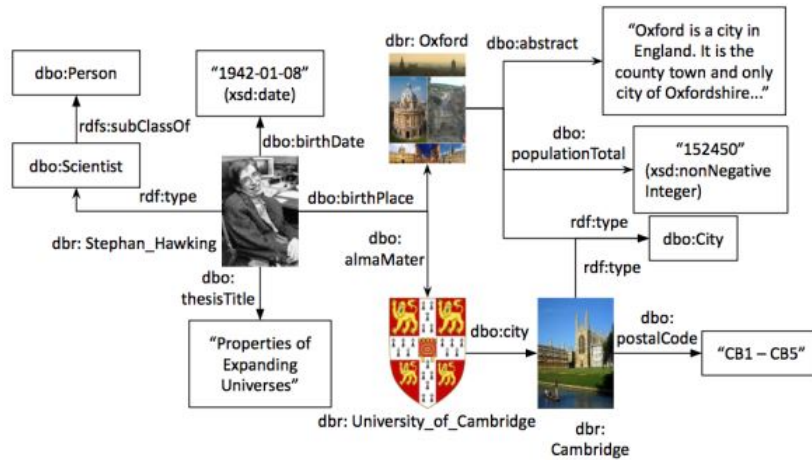 dbr: Oxford
dbo:abstract
"Oxford is a city in
England. It is the
county town and only
city of Oxfordshire..."
dbo:Person
"1942-01-08"
(xsd:date)
rdfs:subClassOf
dbo:birthDate
dbo:
populationTotal
"152450"
(xsd:nonNegative
Integer)
dbo:Scientist
rdf:type
dbo:birthPlace
rdf:type
dbo:City
rdf:type
dbr: Stephan_Hawking
dbo:
thesisTitle
dbo:
almaMater
"Properties of
Expanding
Universes"
dbo:city
dbo:
postalCode
"CB1 – CB5"
dbr: University_of_Cambridge
dbr:
Cambridge